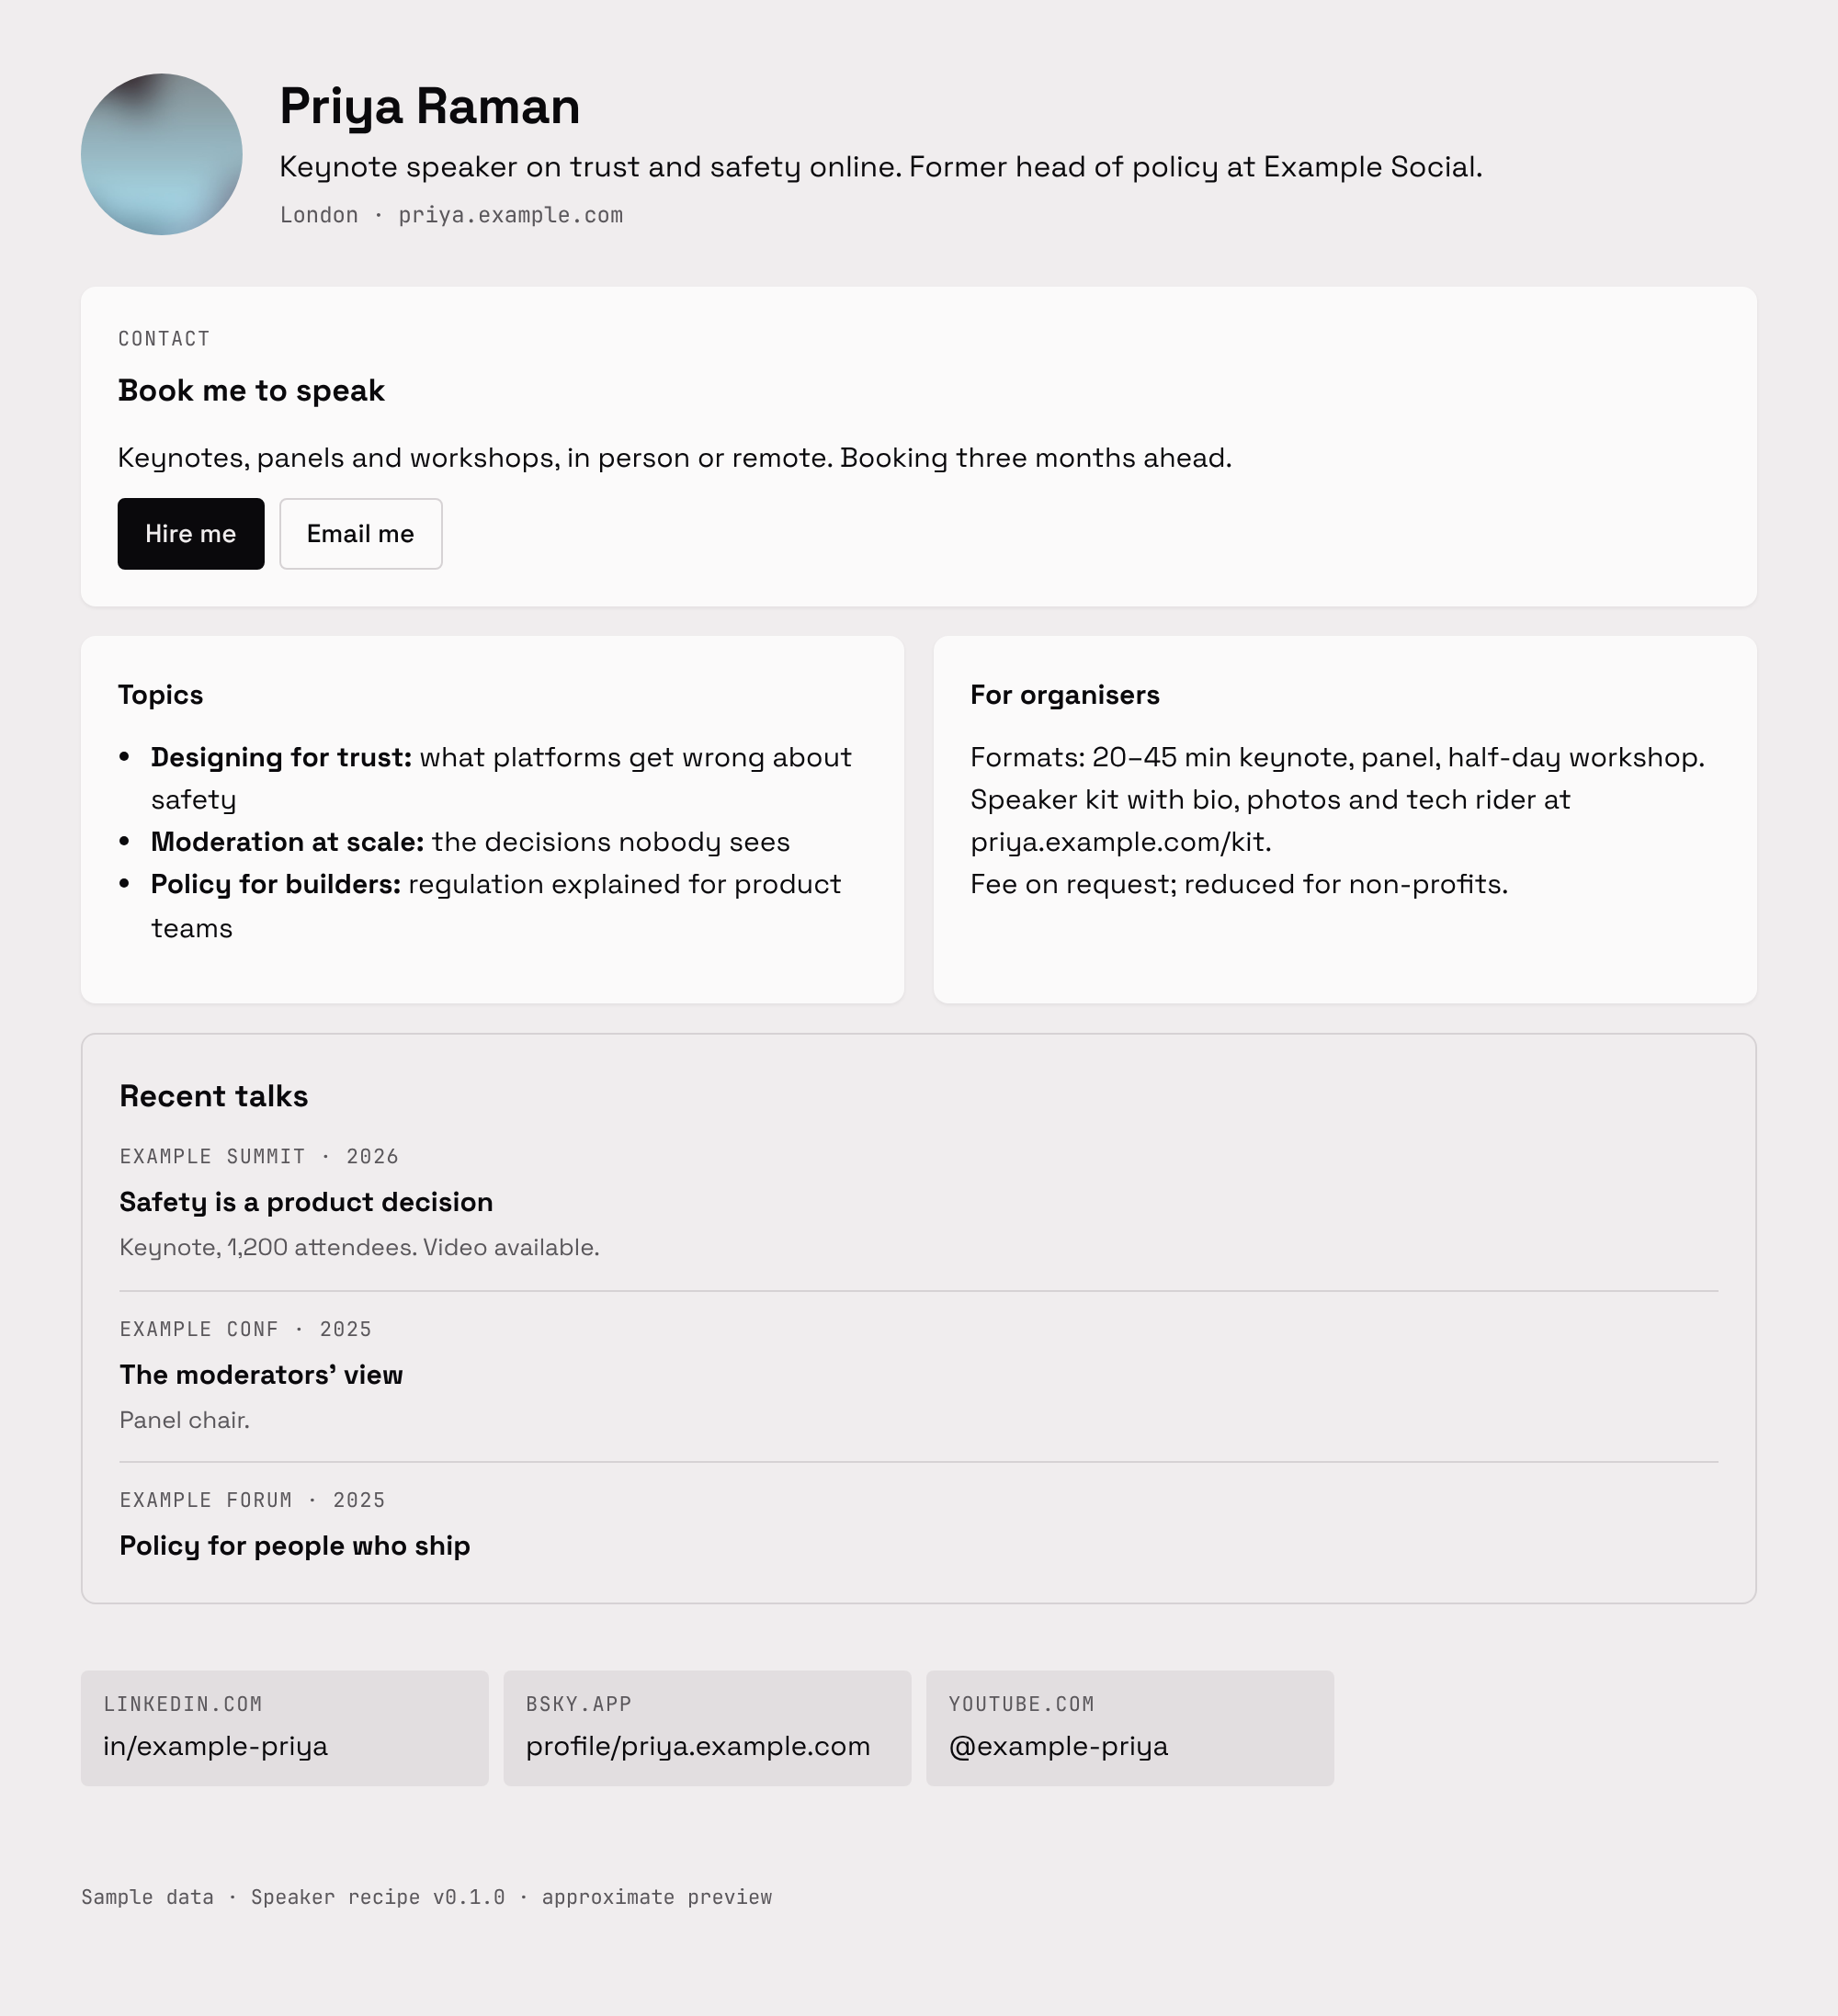 Priya Raman
Keynote speaker on trust and safety online. Former head of policy at Example Social.
London · priya.example.com
CONTACT
Book me to speak
Keynotes, panels and workshops, in person or remote. Booking three months ahead.
Hire me
Email me
Topics
• Designing for trust: what platforms get wrong about
safety
• Moderation at scale: the decisions nobody sees
• Policy for builders: regulation explained for product
teams
For organisers
Formats: 20–45 min keynote, panel, half-day workshop.
Speaker kit with bio, photos and tech rider at
priya.example.com/kit.
Fee on request; reduced for non-profits.
Recent talks
EXAMPLE SUMMIT · 2026
Safety is a product decision
Keynote, 1,200 attendees. Video available.
EXAMPLE CONF · 2025
The moderators’ view
Panel chair.
EXAMPLE FORUM · 2025
Policy for people who ship
LINKEDIN.COM
in/example-priya
BSKY.APP
profile/priya.example.com
YOUTUBE.COM
@example-priya
Sample data · Speaker recipe v0.1.0 · approximate preview